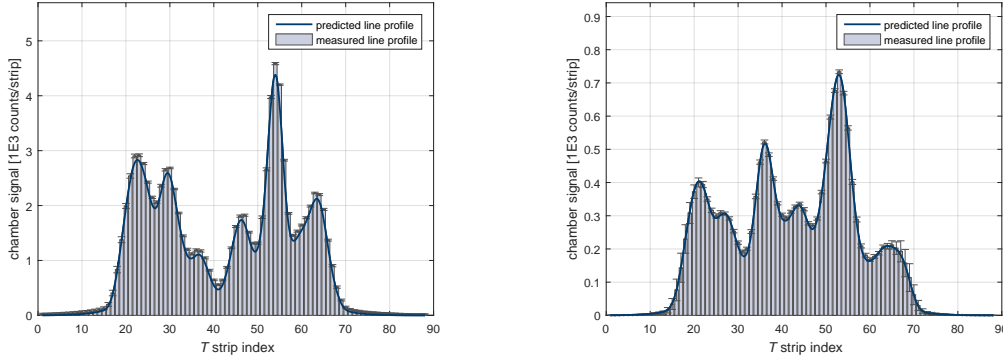 predicted line profile
measured line profile
chamber signal [1E3 counts/strip]
5
4
3
2
1
0
0 10 20 30 40 50 60 70 80 90
T strip index
predicted line profile
measured line profile
chamber signal [1E3 counts/strip]
0.9
0.8
0.7
0.6
0.5
0.4
0.3
0.2
0.1
0
0 10 20 30 40 50 60 70 80 90
T strip index